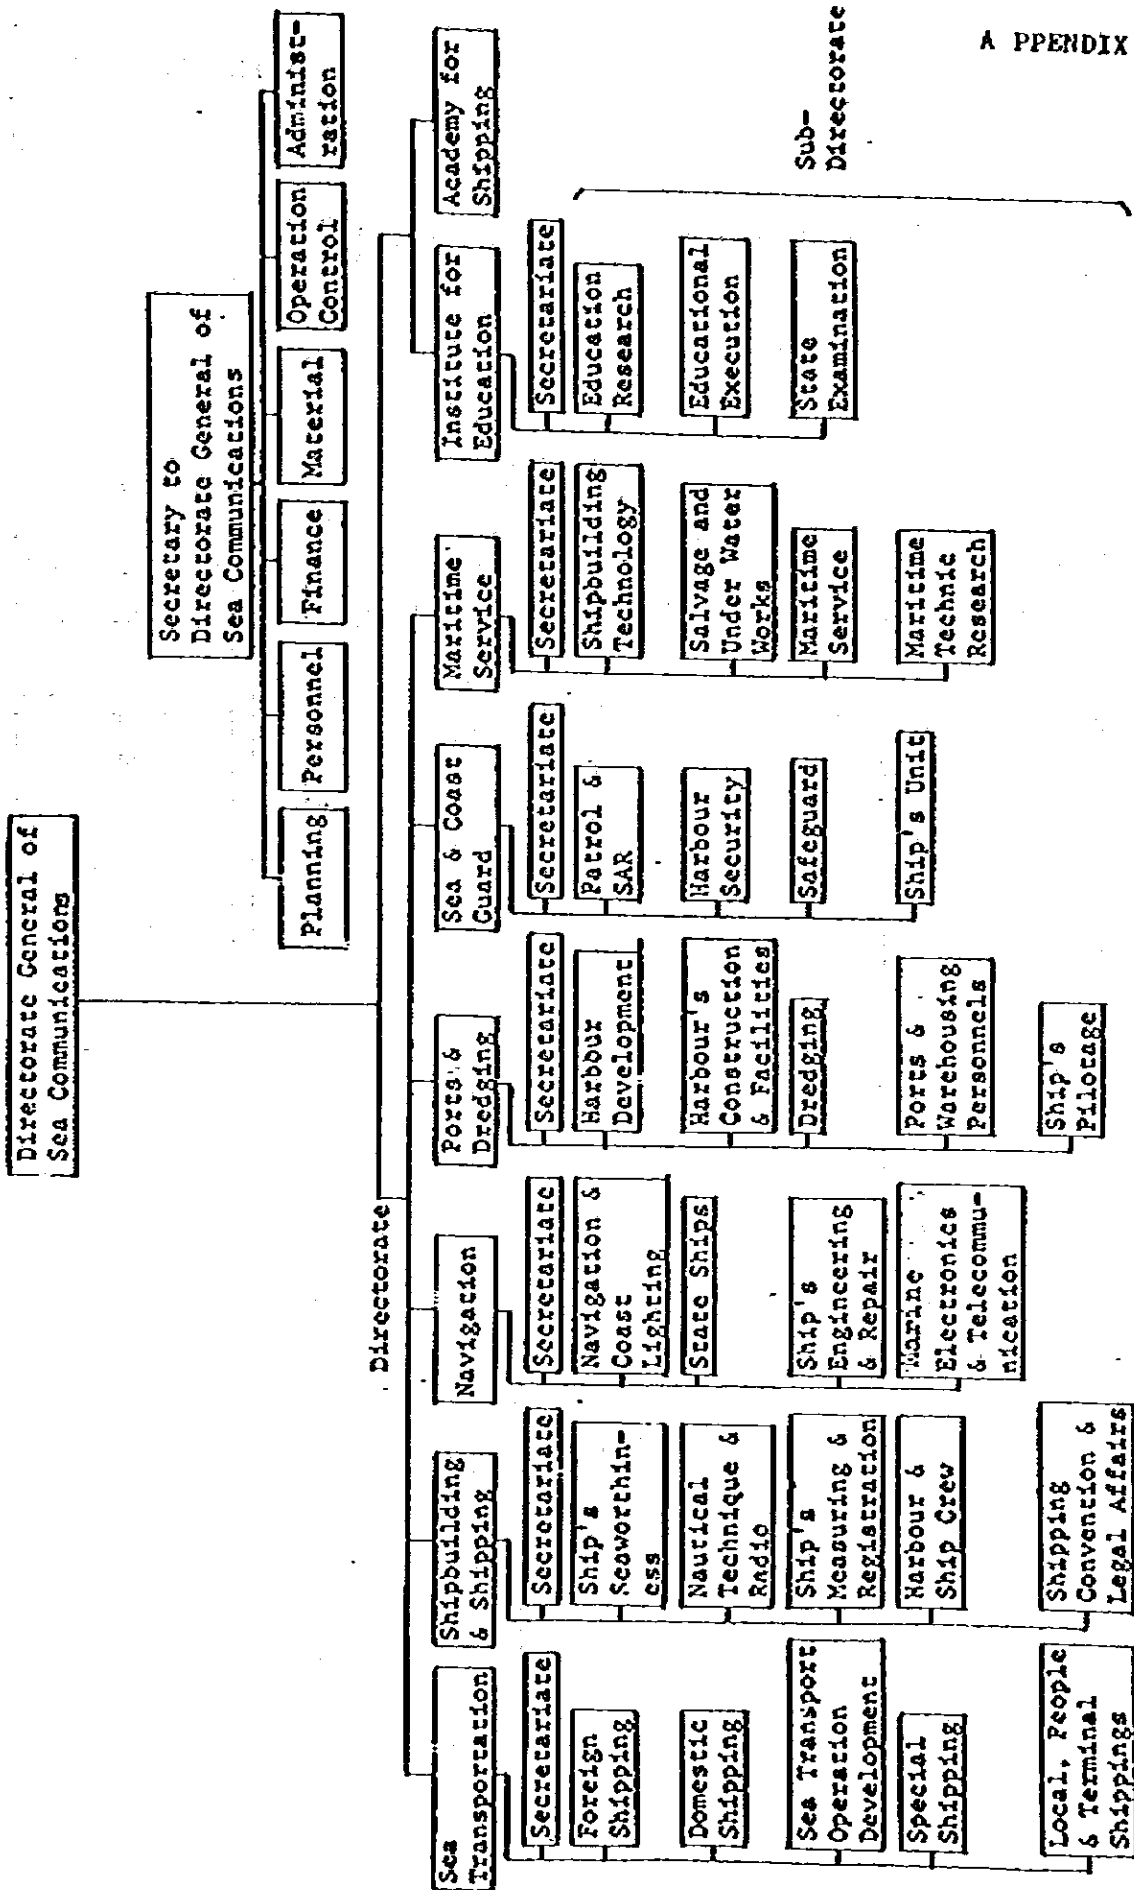 A PPENDIX
Directorate General of
Sea Communications
Secretary to
Directorate General of
Sea Communications
Planning
Personnel
Finance
Material
Operation
Control
Administ-
ration
Directorate
Sea
Transportation
Secretariate
Foreign
Shipping
Domestic
Shipping
Sea Transport
Operation
Development
Special
Shipping
Local, People
& Terminal
Shippings
Shipbuilding
& Shipping
Secretariate
Ship's
Seaworthin-
ess
Nautical
Technique &
Radio
Ship's
Measuring &
Registration
Harbour &
Ship Crew
Shipping
Convention &
Legal Affairs
Navigation
Secretariate
Navigation &
Coast
Lighting
State Ships
Ship's
Engineering
& Repair
Marine
Electronics
& Telecommu-
nication
Ports &
Dredging
Secretariate
Harbour
Development
Harbour's
Construction
& Facilities
Dredging
Ports &
Warehousing
Personnels
Ship's
Pilotage
Sea & Coast
Guard
Secretariate
Patrol &
SAR
Harbour
Security
Safeguard
Ship's Unit
Maritime
Service
Secretariate
Shipbuilding
Technology
Salvage and
Under Water
Works
Maritime
Service
Maritime
Technic
Research
Institute for
Education
Secretariate
Education
Research
Educational
Execution
State
Examination
Academy for
Shipping
Sub-
Directorate